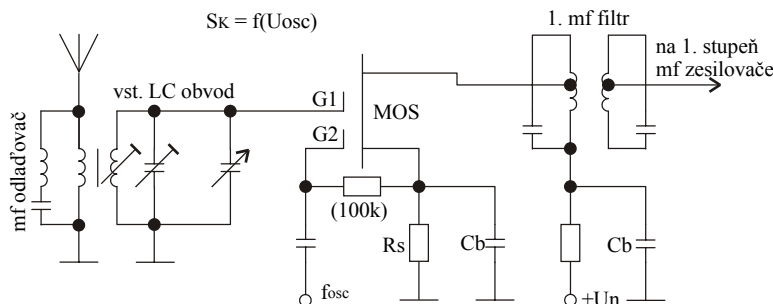 SK = f(Uosc)
1. mf filtr
na 1. stupeň
mf zesilovače
vst. LC obvod
G1
MOS
G2
mf odlaďovač
(100k)
Rs
Cb
Cb
fosc
+Un